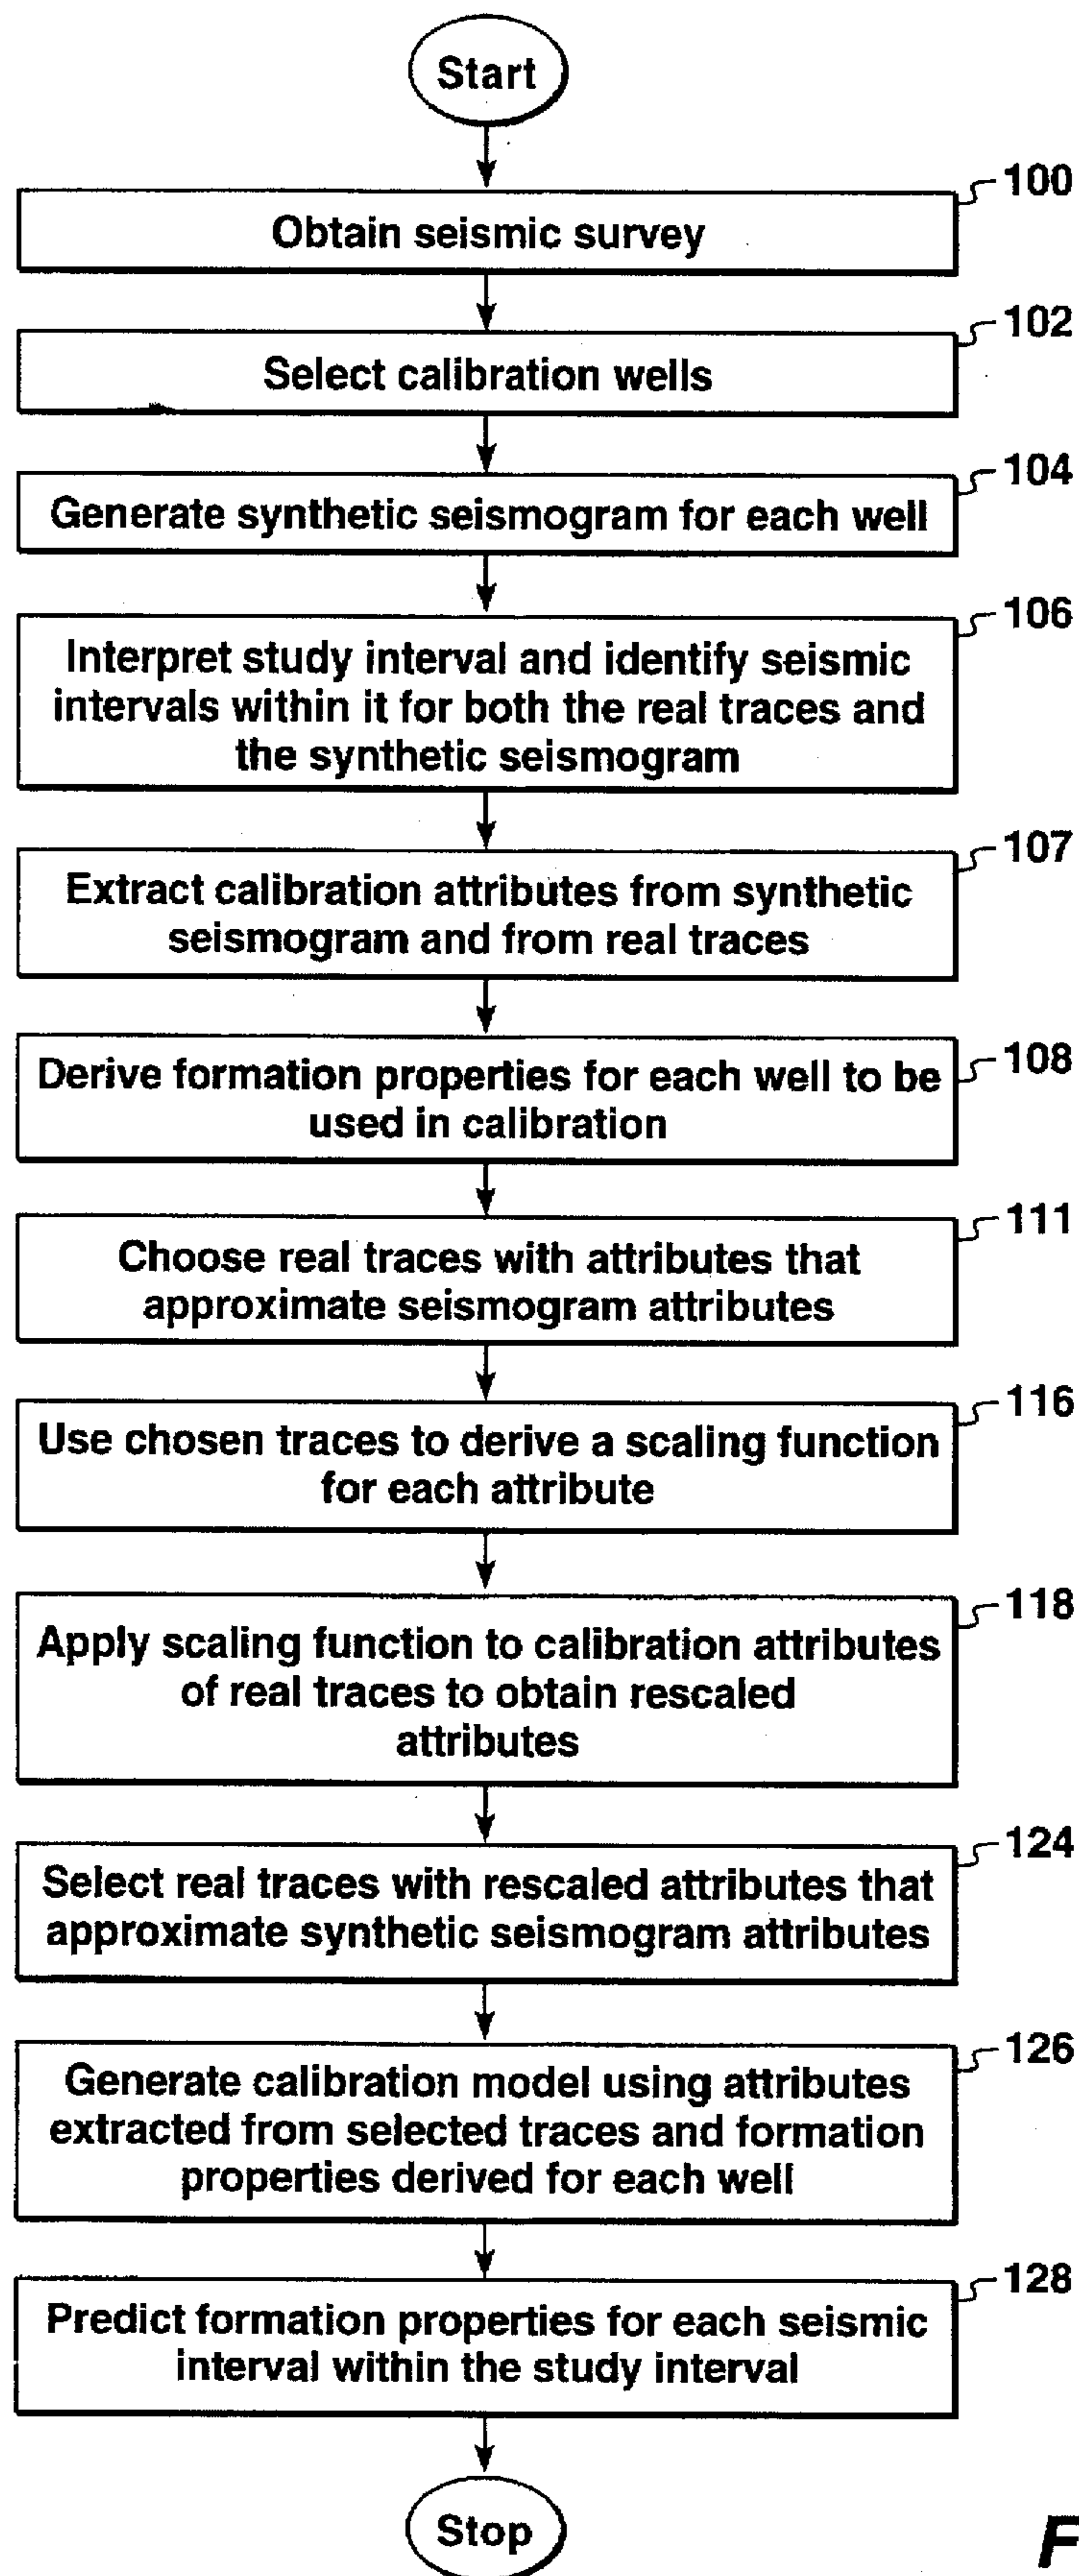 Start
100
Obtain seismic survey
102
Select calibration wells
104
Generate synthetic seismogram for each well
106
Interpret study interval and identify seismic
intervals within it for both the real traces and
the synthetic seismogram
107
Extract calibration attributes from synthetic
seismogram and from real traces
108
Derive formation properties for each well to be
used in calibration
111
Choose real traces with attributes that
approximate seismogram attributes
116
Use chosen traces to derive a scaling function
for each attribute
118
Apply scaling function to calibration attributes
of real traces to obtain rescaled
attributes
124
Select real traces with rescaled attributes that
approximate synthetic seismogram attributes
126
Generate calibration model using attributes
extracted from selected traces and formation
properties derived for each well
128
Predict formation properties for each seismic
interval within the study interval
Stop
F